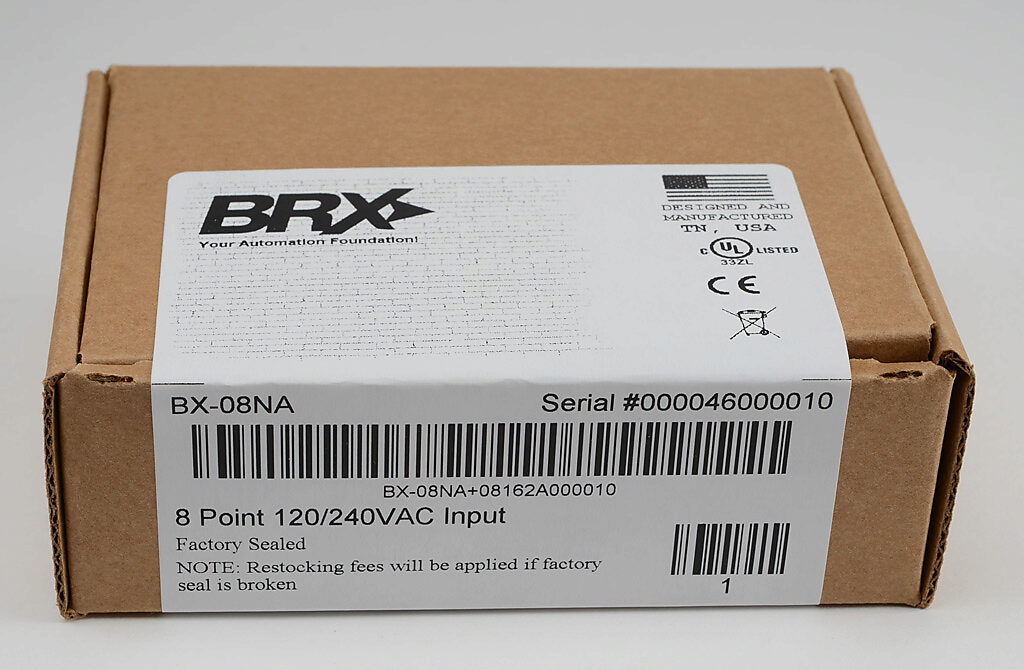 BRX
Your Automation Foundation!
DESIGNED AND
MANUFACTURED
TN, USA
C UL LISTED
33ZL
CE
BX-08NA Serial #000046000010
BX-08NA+08162A000010
8 Point 120/240VAC Input
Factory Sealed
NOTE: Restocking fees will be applied if factory
seal is broken
1